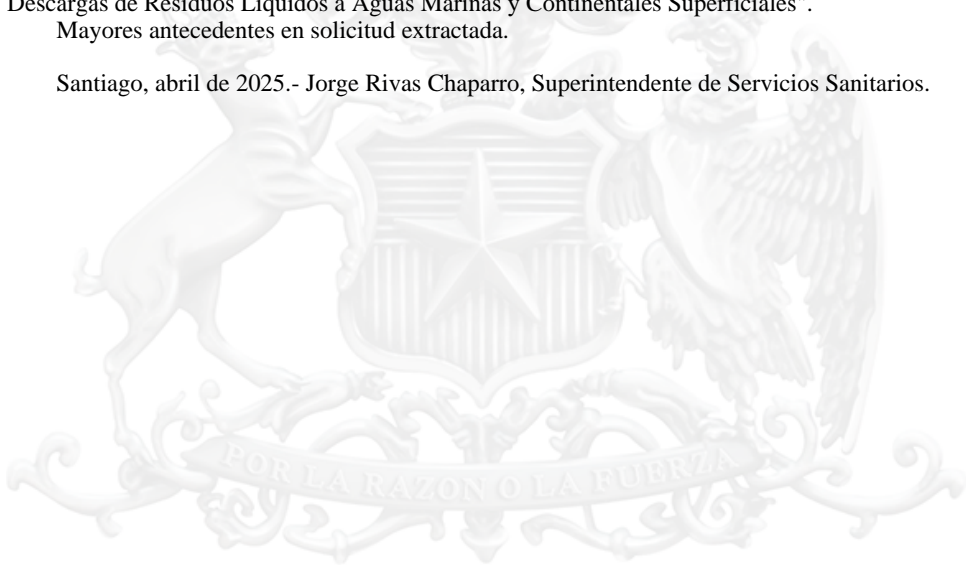 Descargas de Residuos Líquidos a Aguas Marinas y Continentales Superficiales".
Mayores antecedentes en solicitud extractada.
Santiago, abril de 2025.- Jorge Rivas Chaparro, Superintendente de Servicios Sanitarios.
POR LA RAZON O LA FUERZA